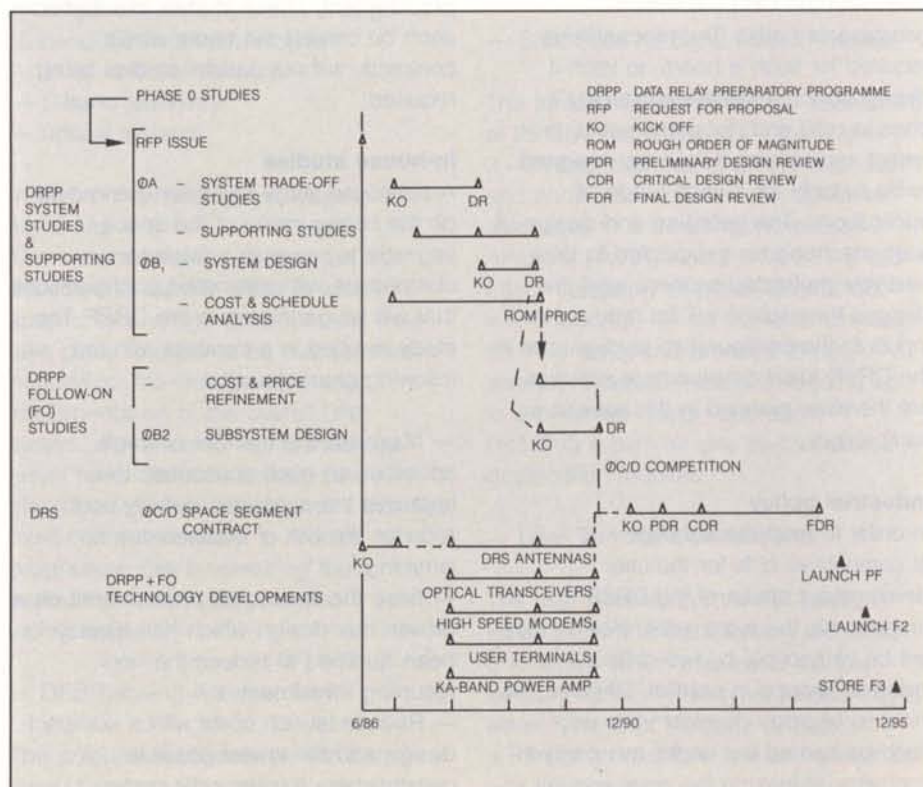 PHASE 0 STUDIES
DRPP DATA RELAY PREPARATORY PROGRAMME
RFP REQUEST FOR PROPOSAL
KO KICK OFF
ROM ROUGH ORDER OF MAGNITUDE
PDR PRELIMINARY DESIGN REVIEW
CDR CRITICAL DESIGN REVIEW
FDR FINAL DESIGN REVIEW
RFP ISSUE
DRPP
SYSTEM
STUDIES
&
SUPPORTING
STUDIES
ØA – SYSTEM TRADE-OFF
STUDIES
KO DR
– SUPPORTING STUDIES
ØB, – SYSTEM DESIGN
KO DR
– COST & SCHEDULE
ANALYSIS
ROM PRICE
DRPP
FOLLOW-ON
(FO)
STUDIES
– COST & PRICE
REFINEMENT
ØB2 SUBSYSTEM DESIGN
KO DR
ØC/D COMPETITION
DRS ØC/D SPACE SEGMENT
CONTRACT
KO PDR CDR FDR
KO
DRPP + FO
TECHNOLOGY DEVELOPMENTS
DRS ANTENNAS
OPTICAL TRANSCEIVERS
HIGH SPEED MODEMS
USER TERMINALS
KA-BAND POWER AMP
LAUNCH PF
LAUNCH F2
STORE F3
6/86 12/90 12/95